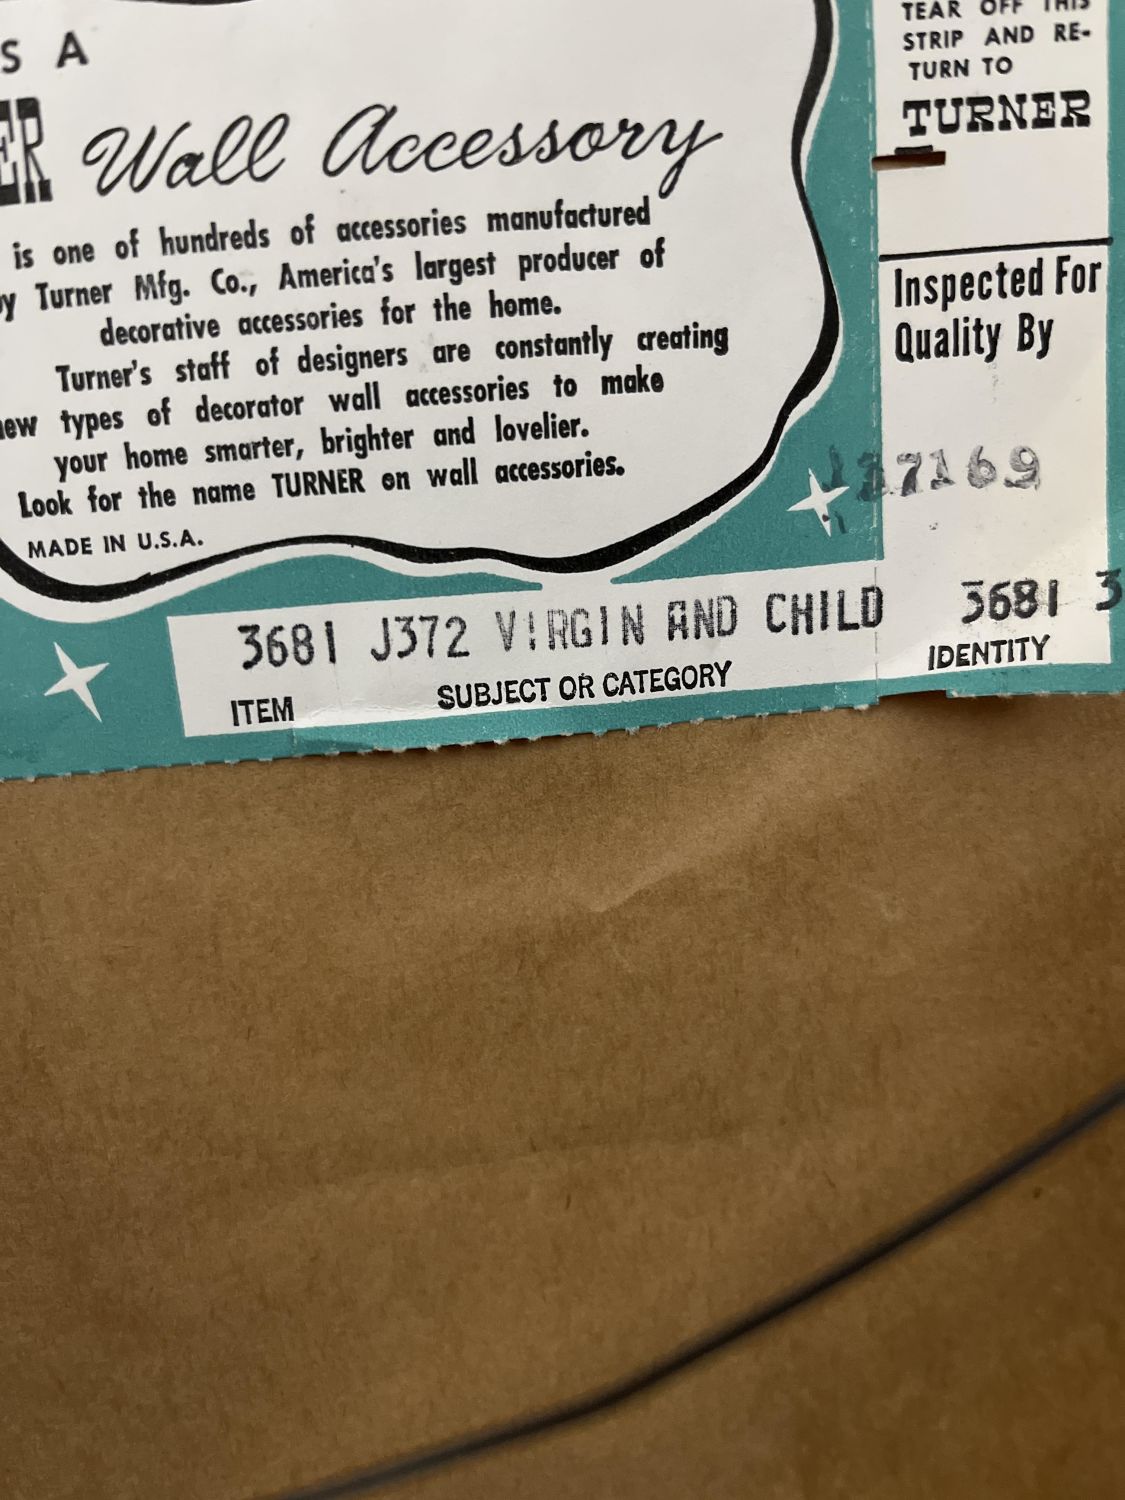 S A
ER Wall Accessory
is one of hundreds of accessories manufactured
by Turner Mfg. Co., America's largest producer of
decorative accessories for the home.
Turner's staff of designers are constantly creating
new types of decorator wall accessories to make
your home smarter, brighter and lovelier.
Look for the name TURNER on wall accessories.
MADE IN U.S.A.
3681 J372 VIRGIN AND CHILD
ITEM SUBJECT OR CATEGORY
TEAR OFF THIS
STRIP AND RE-
TURN TO
TURNER
Inspected For
Quality By
3681 3
IDENTITY